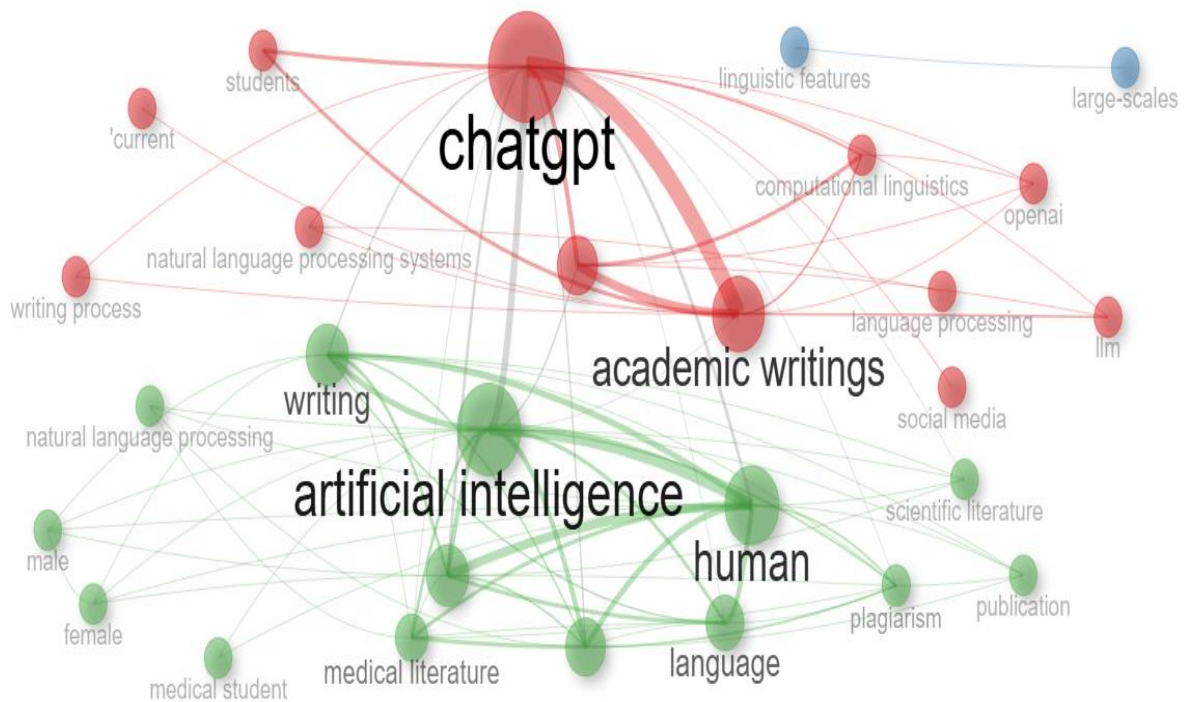 students
linguistic features
large-scales
'current
chatgpt
computational linguistics
openai
natural language processing systems
writing process
language processing
llm
academic writings
writing
social media
natural language processing
artificial intelligence
scientific literature
male
human
female
plagiarism
publication
medical literature
language
medical student